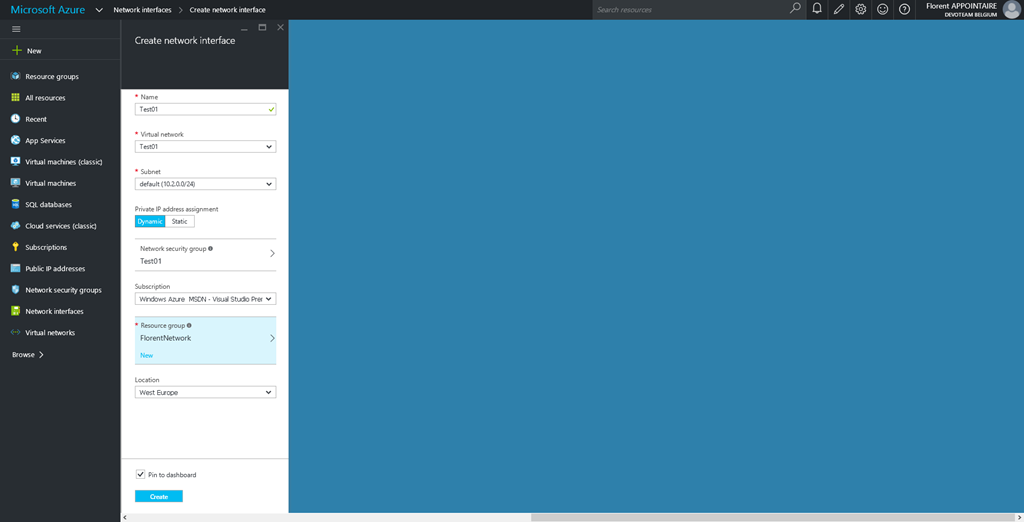 Microsoft Azure
Network interfaces > Create network interface
Search resources
Florent APPOINTAIRE
DEVOTEAM BELGIUM
New
Resource groups
All resources
Recent
App Services
Virtual machines (classic)
Virtual machines
SQL databases
Cloud services (classic)
Subscriptions
Public IP addresses
Network security groups
Network interfaces
Virtual networks
Browse >
Create network interface
* Name
Test01
* Virtual network
Test01
* Subnet
default (10.2.0.0/24)
Private IP address assignment
Dynamic Static
Network security group
Test01
Subscription
Windows Azure MSDN - Visual Studio Prer
* Resource group
FlorentNetwork
New
Location
West Europe
Pin to dashboard
Create